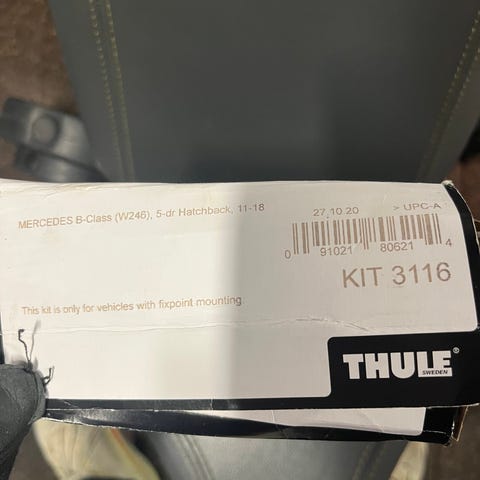 MERCEDES B-Class (W246), 5-dr Hatchback, 11-18
27.10.20 > UPC-A
0 91021 80621 4
KIT 3116
This kit is only for vehicles with fixpoint mounting
THULE®
SWEDEN